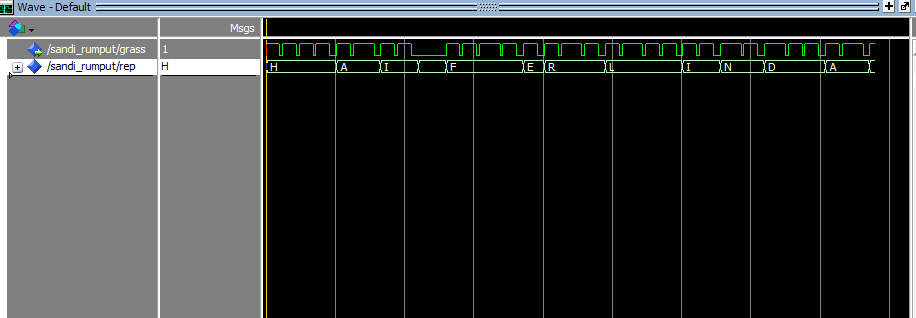 Wave - Default
Msgs
/sandi_rumput/grass 1
/sandi_rumput/rep H H A I F E R L I N D A